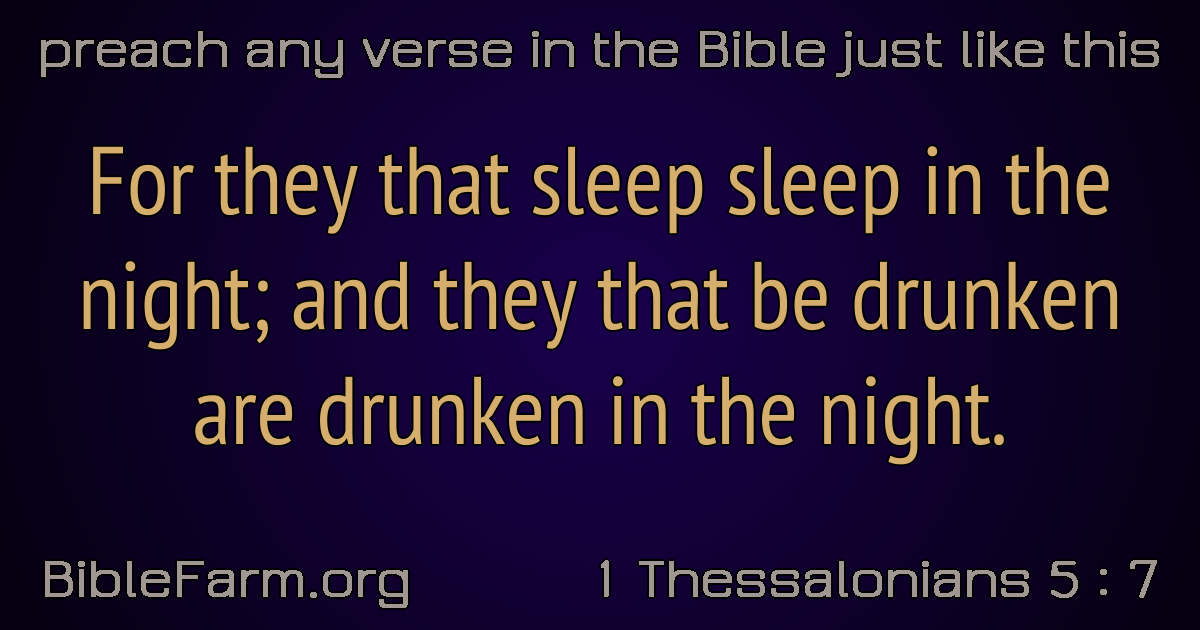 preach any verse in the Bible just like this
For they that sleep sleep in the
night; and they that be drunken
are drunken in the night.
BibleFarm.org
1 Thessalonians 5 : 7